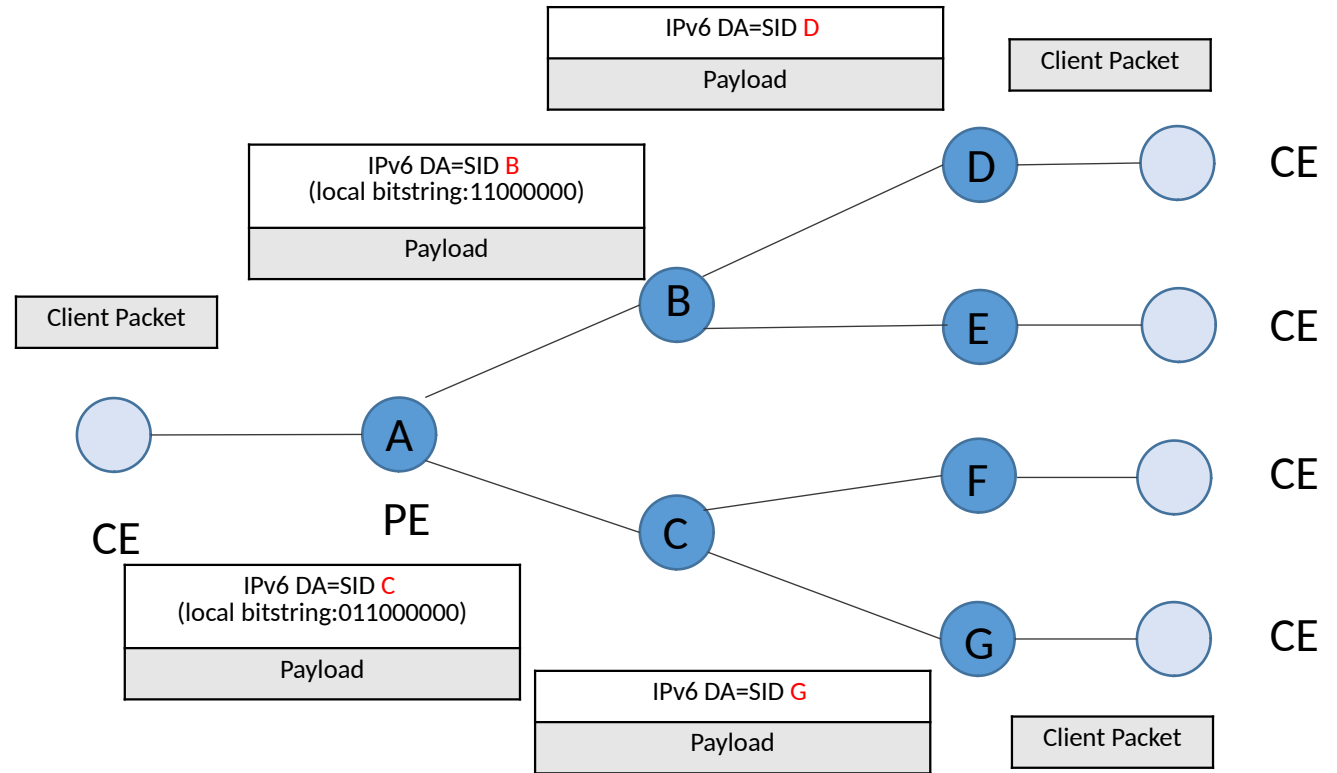 IPv6 DA=SID D
Payload
Client Packet
IPv6 DA=SID B
(local bitstring:11000000)
Payload
D
CE
Client Packet
B
E
CE
A
PE
CE
C
F
CE
IPv6 DA=SID C
(local bitstring:011000000)
Payload
G
CE
IPv6 DA=SID G
Payload
Client Packet